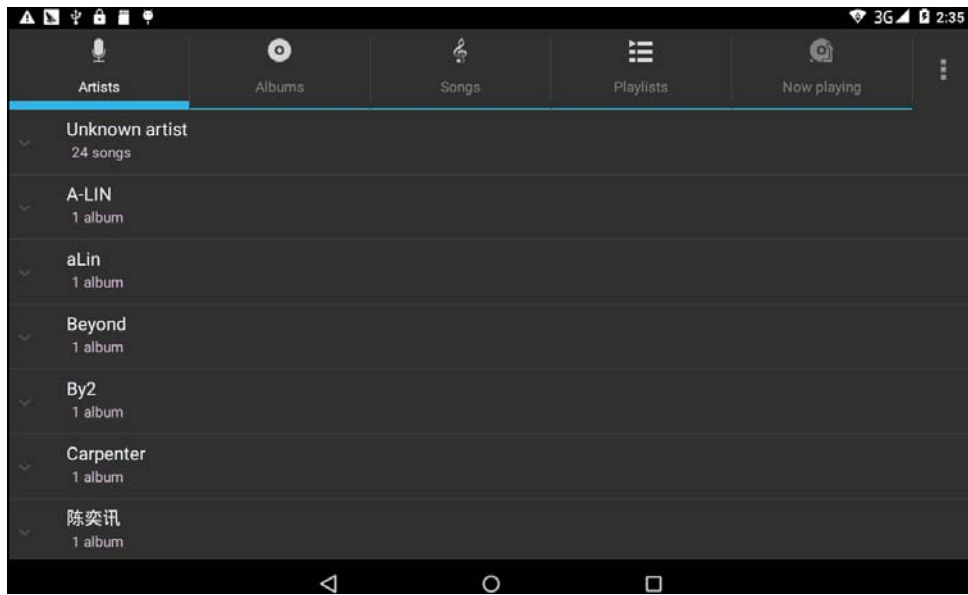 3G 2:35
Artists Albums Songs Playlists Now playing
Unknown artist
24 songs
A-LIN
1 album
aLin
1 album
Beyond
1 album
By2
1 album
Carpenter
1 album
陈奕讯
1 album